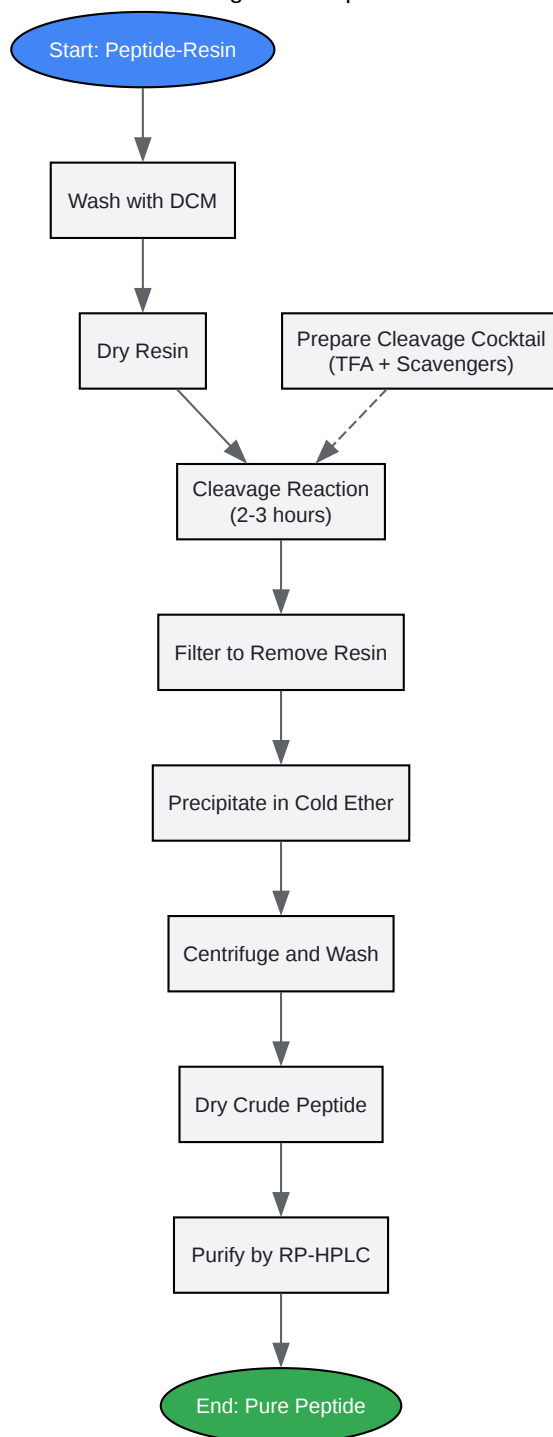 Start: Peptide-Resin
Wash with DCM
Dry Resin
Prepare Cleavage Cocktail
(TFA + Scavengers)
Cleavage Reaction
(2-3 hours)
Filter to Remove Resin
Precipitate in Cold Ether
Centrifuge and Wash
Dry Crude Peptide
Purify by RP-HPLC
End: Pure Peptide